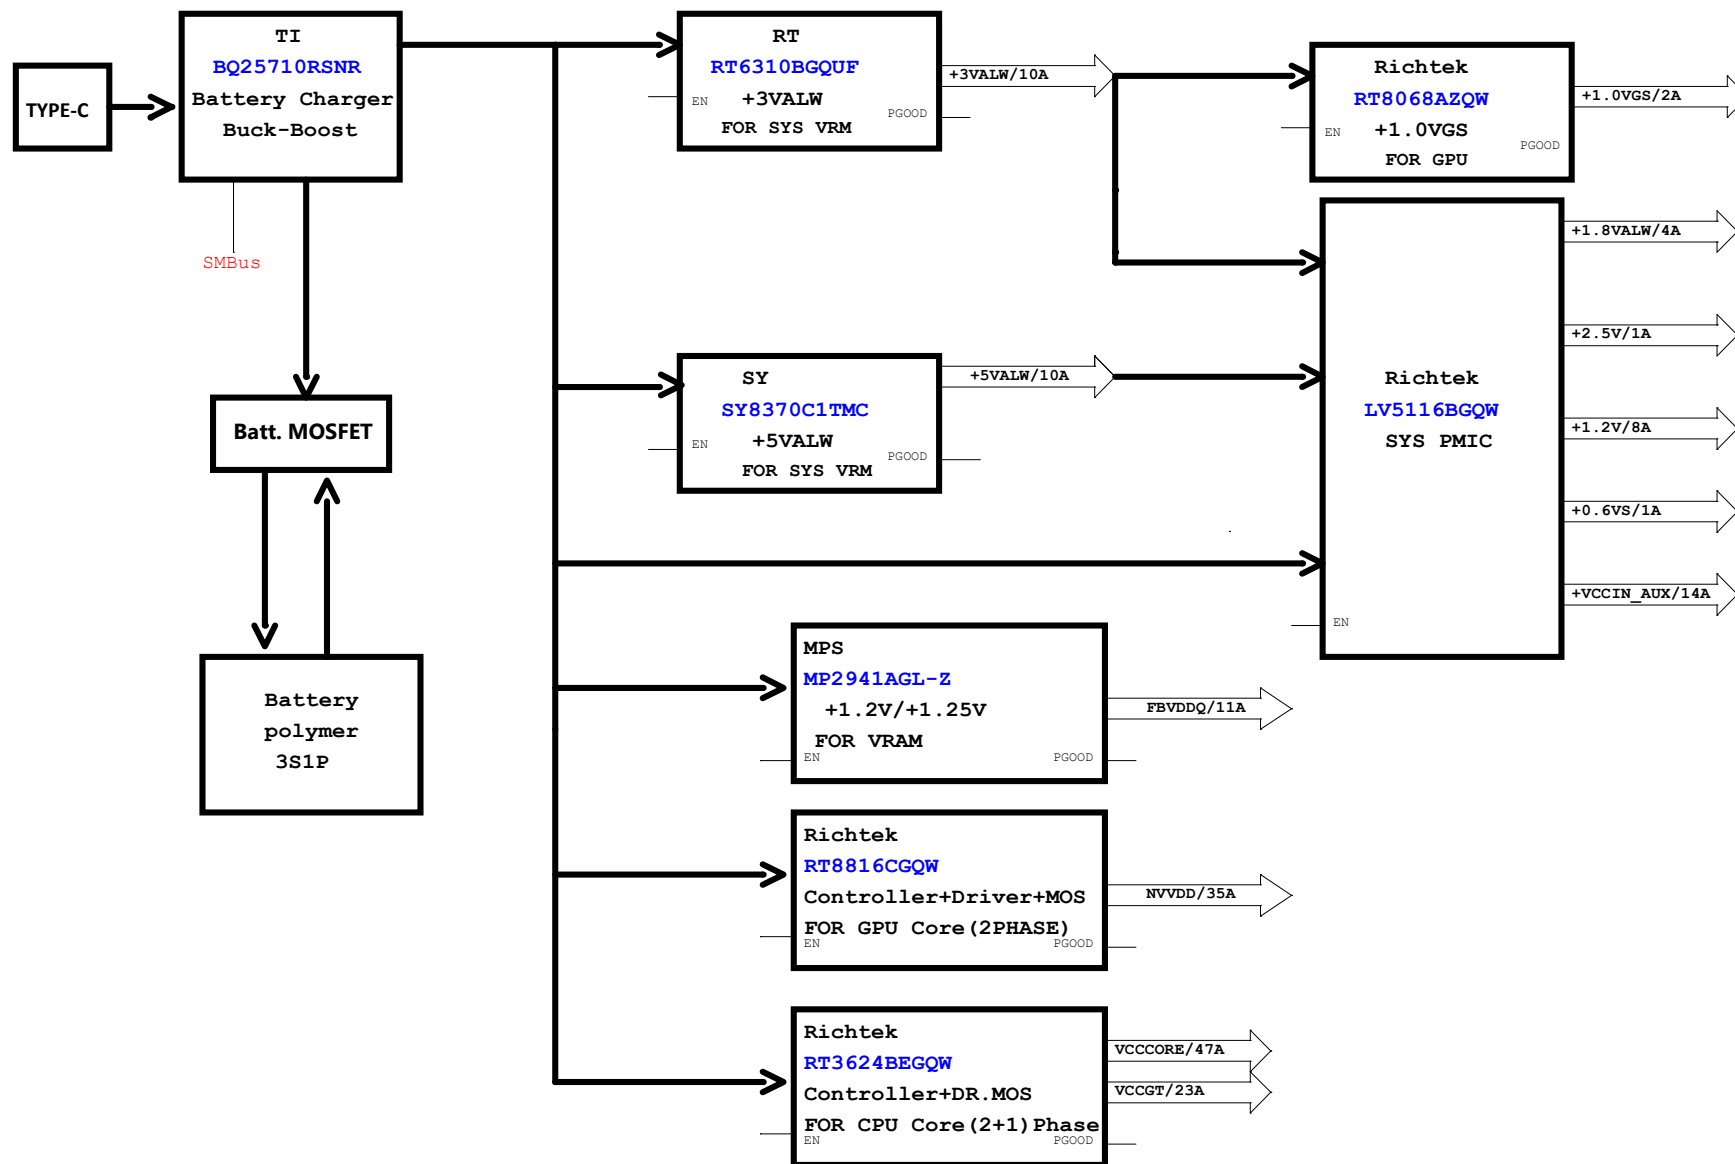 TYPE-C
TI
BQ25710RSNR
Battery Charger
Buck-Boost
SMBus
Batt. MOSFET
Battery
polymer
3S1P
RT
RT6310BGQUF
+3VALW
FOR SYS VRM
EN
PGOOD
+3VALW/10A
Richtek
RT8068AZQW
+1.0VGS
FOR GPU
EN
PGOOD
+1.0VGS/2A
SY
SY8370C1TMC
+5VALW
FOR SYS VRM
EN
PGOOD
+5VALW/10A
Richtek
LV5116BGQW
SYS PMIC
EN
+1.8VALW/4A
+2.5V/1A
+1.2V/8A
+0.6VS/1A
+VCCIN_AUX/14A
MPS
MP2941AGL-Z
+1.2V/+1.25V
FOR VRAM
EN
PGOOD
FBVDDQ/11A
Richtek
RT8816CGQW
Controller+Driver+MOS
FOR GPU Core(2PHASE)
EN
PGOOD
NVVDD/35A
Richtek
RT3624BEGQW
Controller+DR.MOS
FOR CPU Core(2+1)Phase
EN
PGOOD
VCCCORE/47A
VCCGT/23A